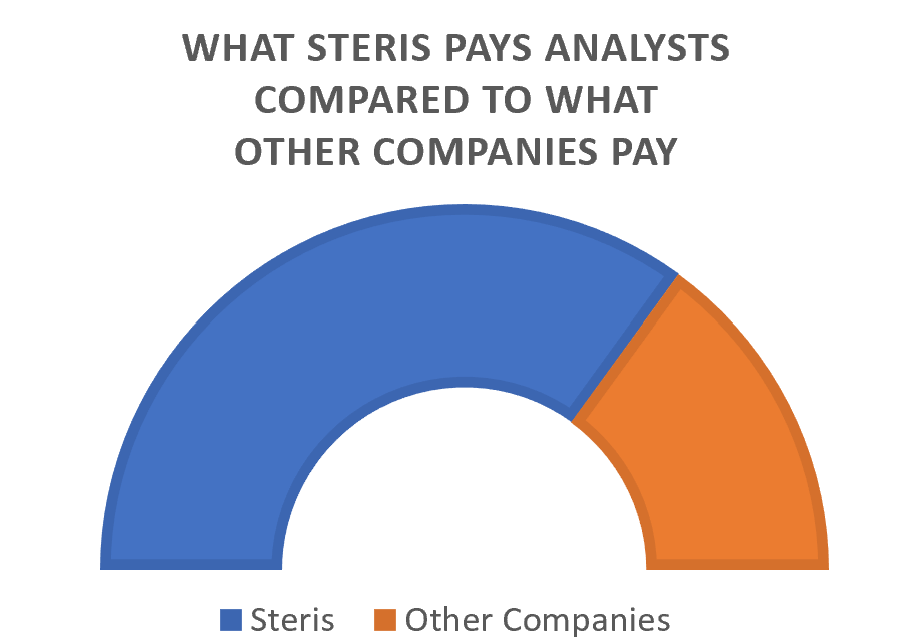 WHAT STERIS PAYS ANALYSTS
COMPARED TO WHAT
OTHER COMPANIES PAY
Steris Other Companies